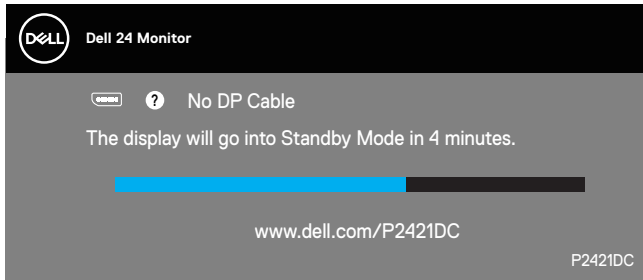 DELL
Dell 24 Monitor
? No DP Cable
The display will go into Standby Mode in 4 minutes.
www.dell.com/P2421DC
P2421DC